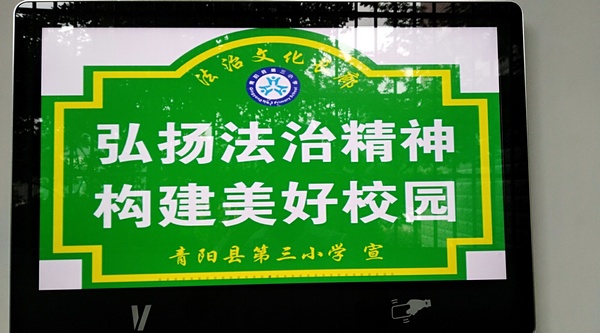 法治文化长廊
弘扬法治精神
构建美好校园
青阳县第三小学 宣